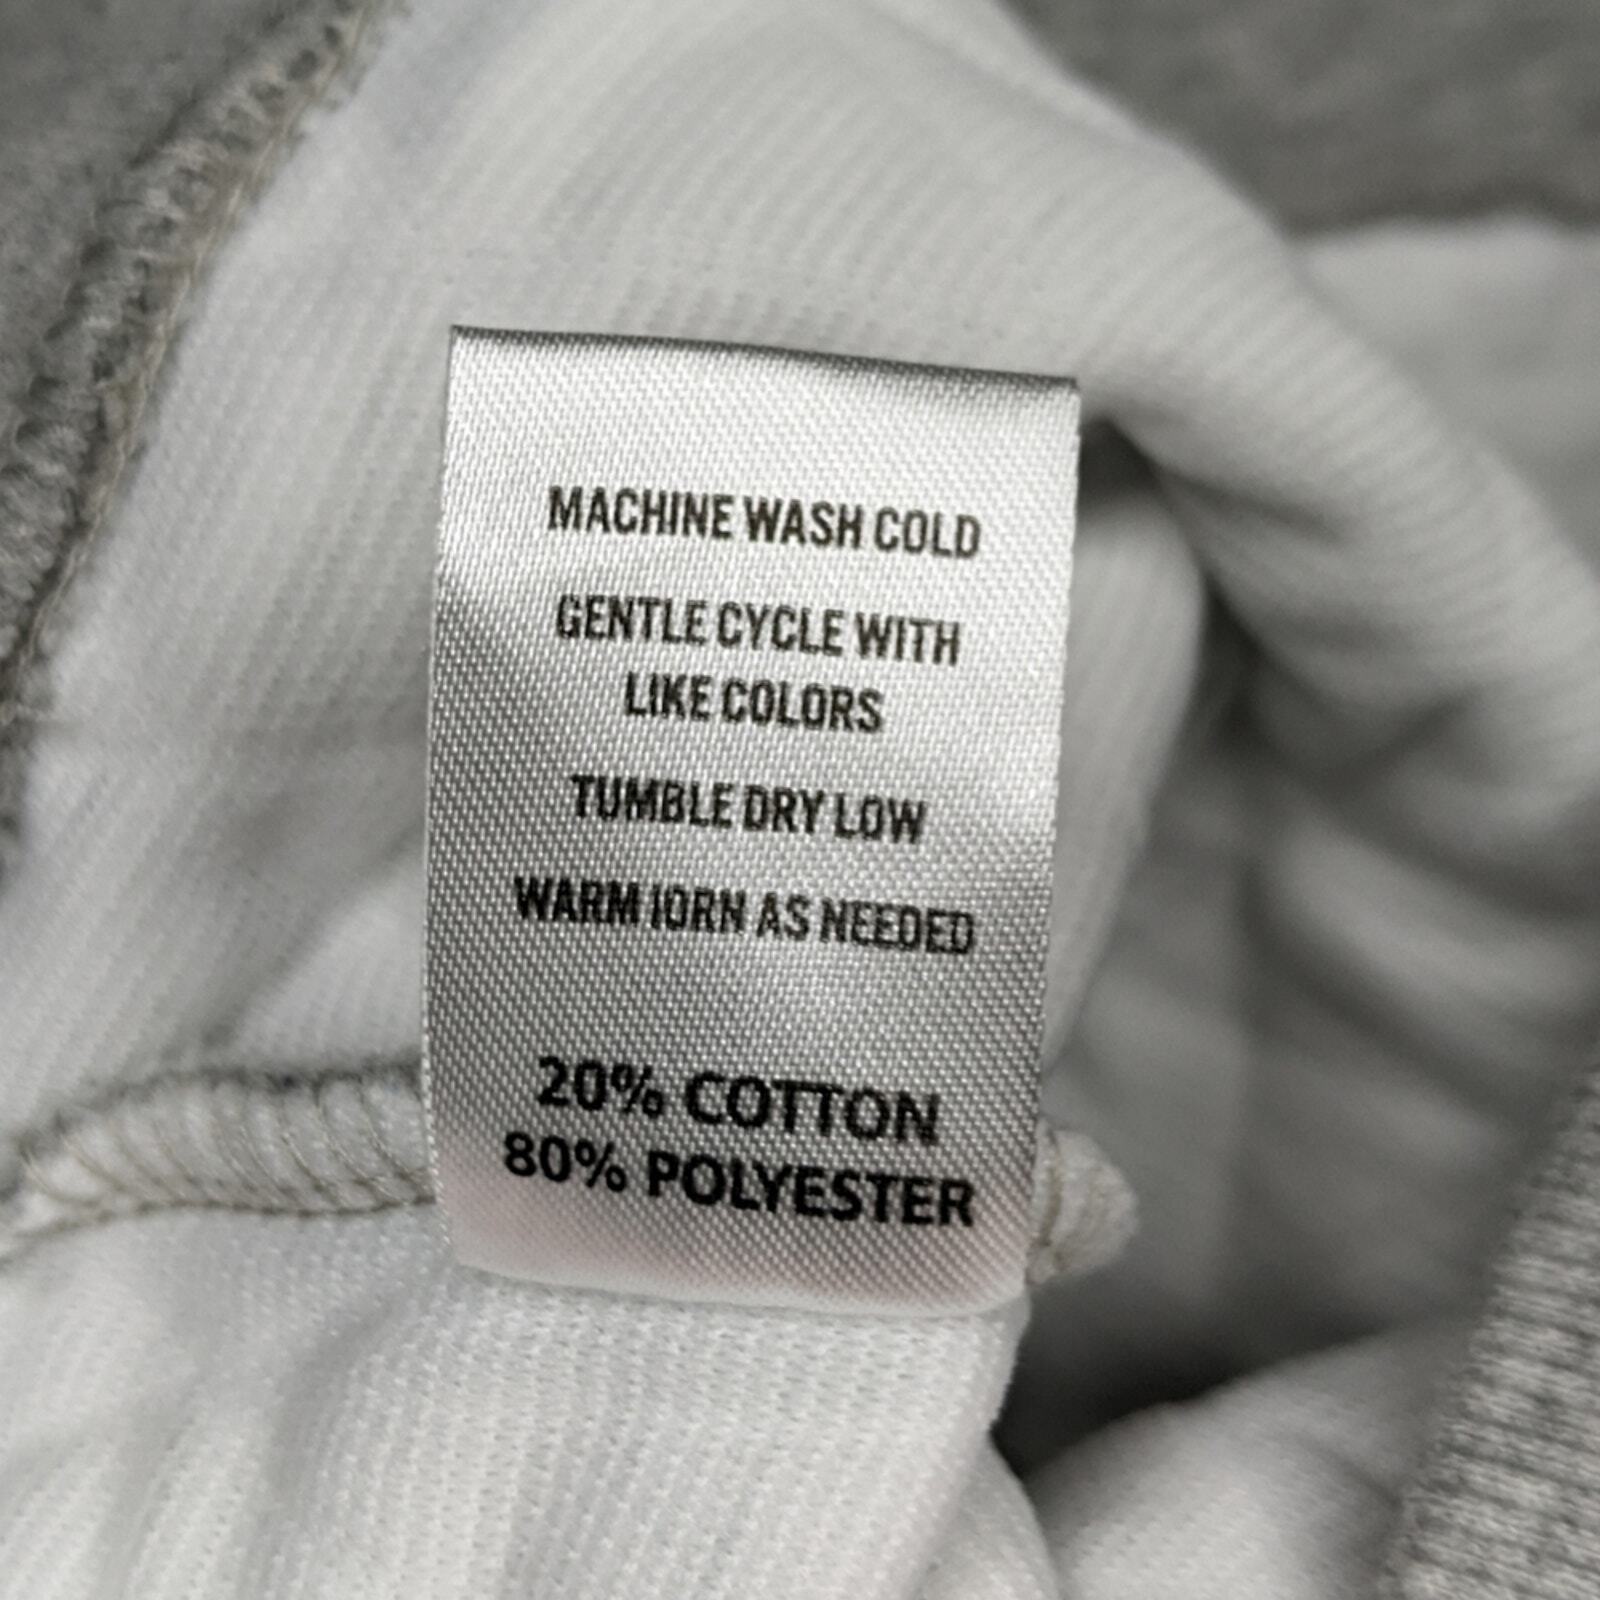 MACHINE WASH COLD
GENTLE CYCLE WITH
LIKE COLORS
TUMBLE DRY LOW
WARM IORN AS NEEDED
20% COTTON
80% POLYESTER